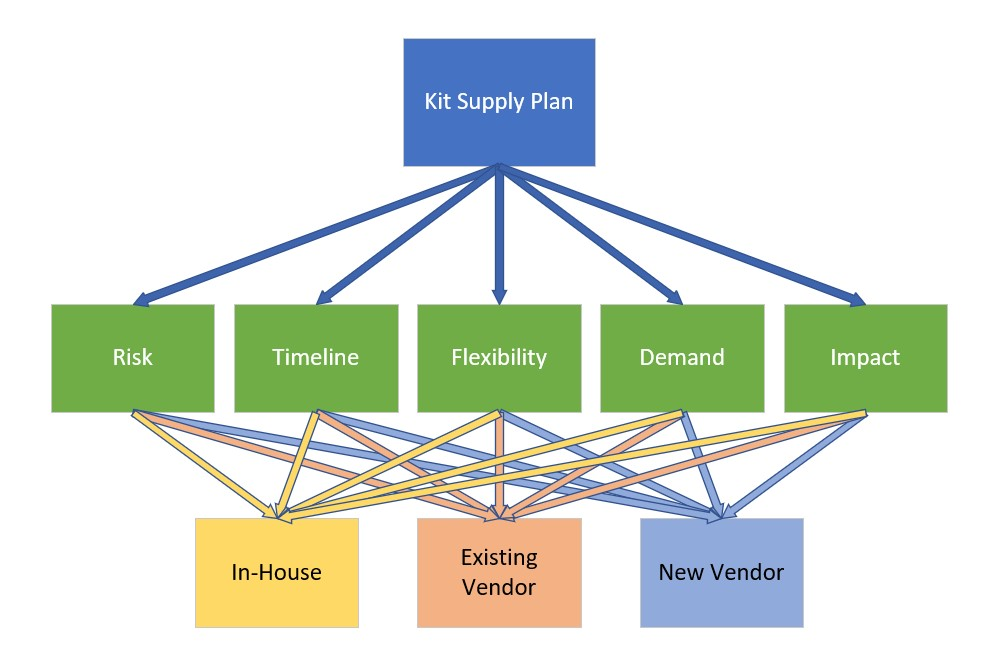 Kit Supply Plan
Risk
Timeline
Flexibility
Demand
Impact
In-House
Existing
Vendor
New Vendor